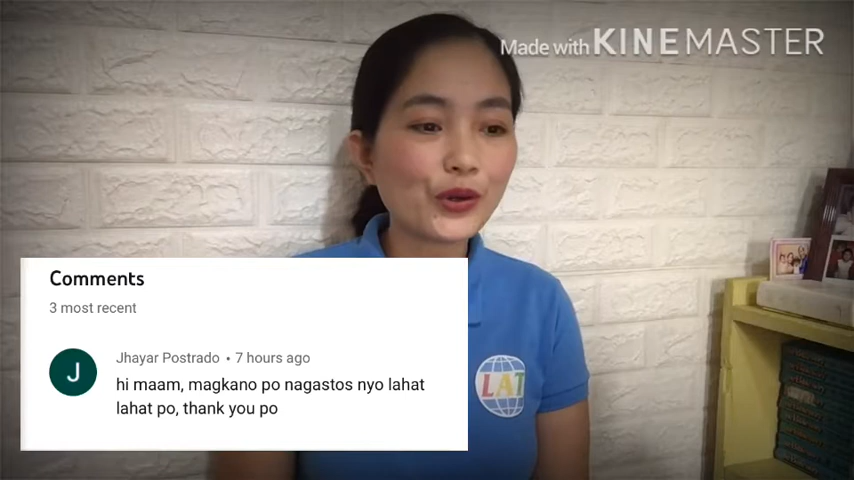 Made with KINEMASTER
Comments
3 most recent
J
Jhayar Postrado • 7 hours ago
hi maam, magkano po nagastos nyo lahat
lahat po, thank you po
LAT